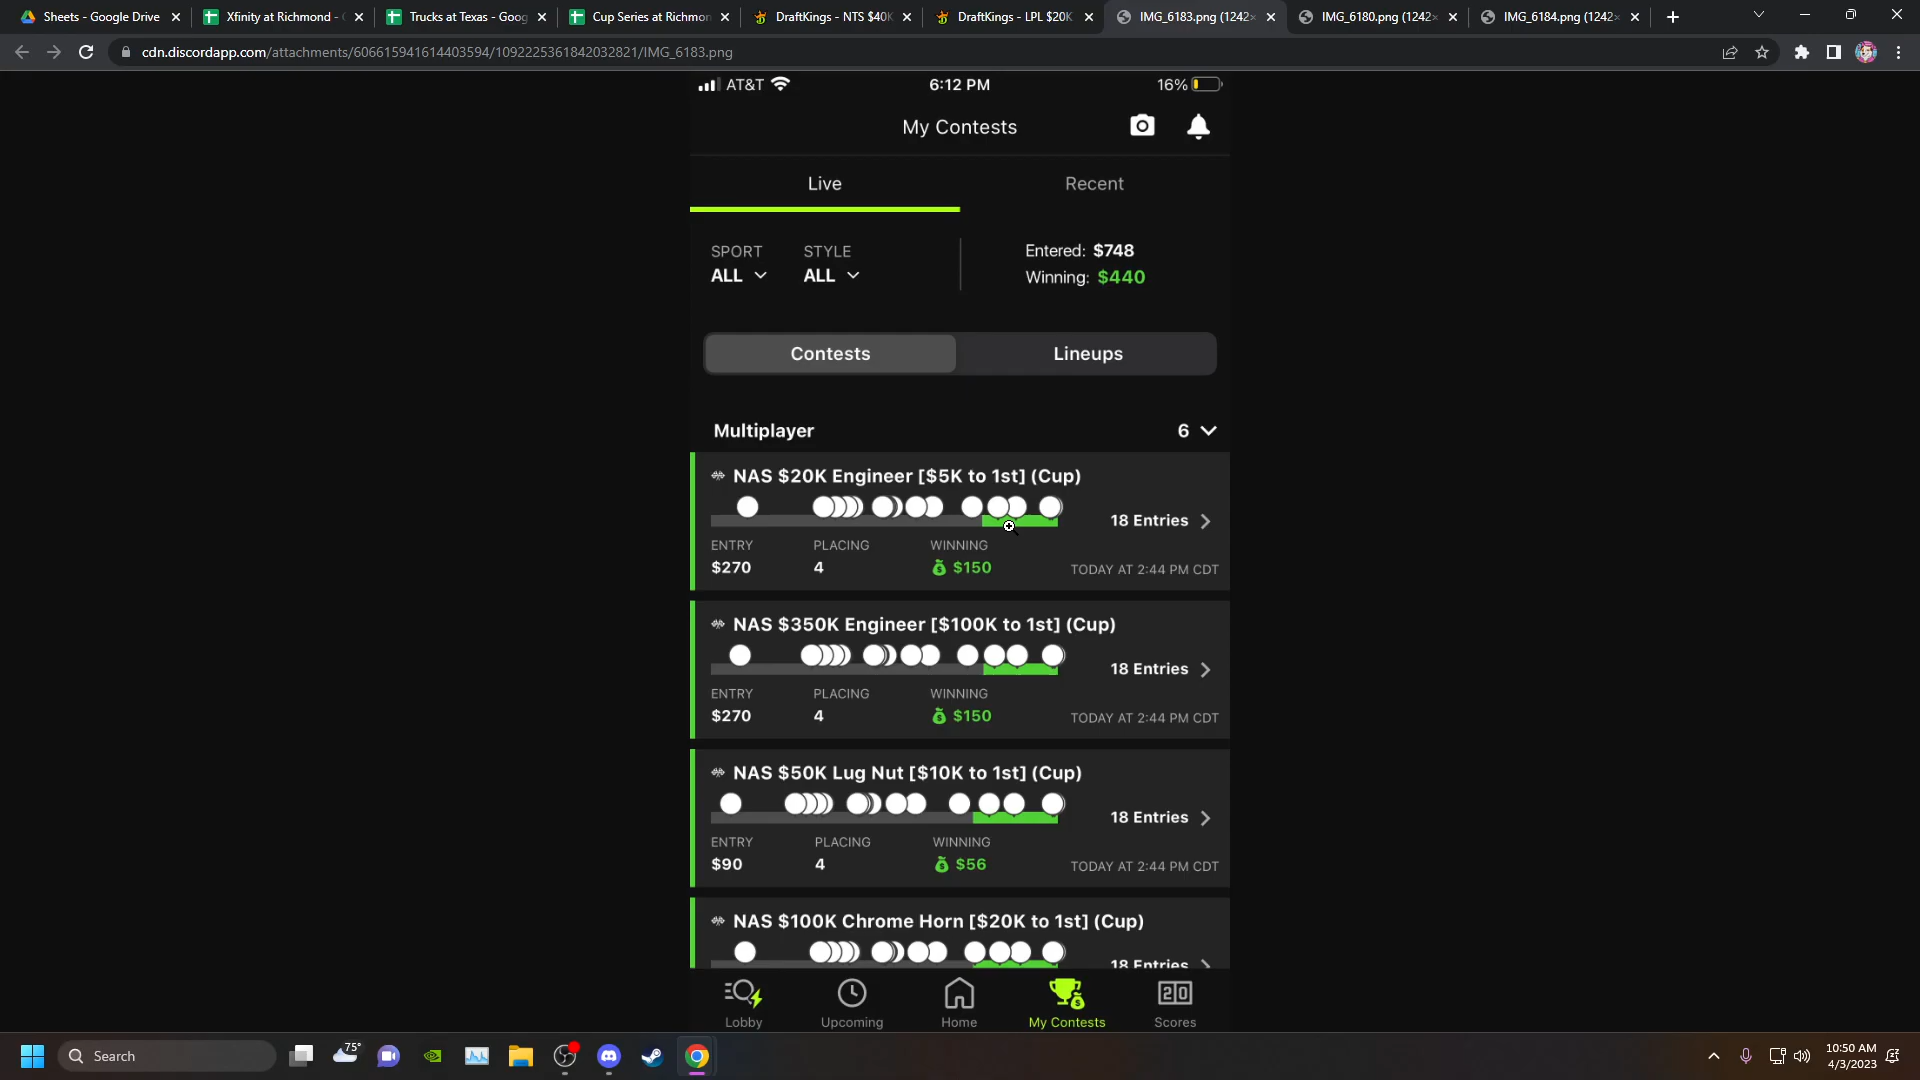 Sheets - Google Drive
Xfinity at Richmond -
Trucks at Texas - Goog
Cup Series at Richmon
DraftKings - NTS $40K
DraftKings - LPL $20K
IMG_6183.png (1242×
IMG_6180.png (1242×
IMG_6184.png (1242×
cdn.discordapp.com/attachments/606615941614403594/1092225361842032821/IMG_6183.png
AT&T
6:12 PM
16%
My Contests
Live
Recent
SPORT
STYLE
Entered: $748
ALL
ALL
Winning: $440
Contests
Lineups
Multiplayer
6
NAS $20K Engineer [$5K to 1st] (Cup)
18 Entries
ENTRY
PLACING
WINNING
$270
4
$150
TODAY AT 2:44 PM CDT
NAS $350K Engineer [$100K to 1st] (Cup)
18 Entries
ENTRY
PLACING
WINNING
$270
4
$150
TODAY AT 2:44 PM CDT
NAS $50K Lug Nut [$10K to 1st] (Cup)
18 Entries
ENTRY
PLACING
WINNING
$90
4
$56
TODAY AT 2:44 PM CDT
NAS $100K Chrome Horn [$20K to 1st] (Cup)
18 Entries
20
Lobby
Upcoming
Home
My Contests
Scores
Search
75°
10:50 AM
4/3/2023